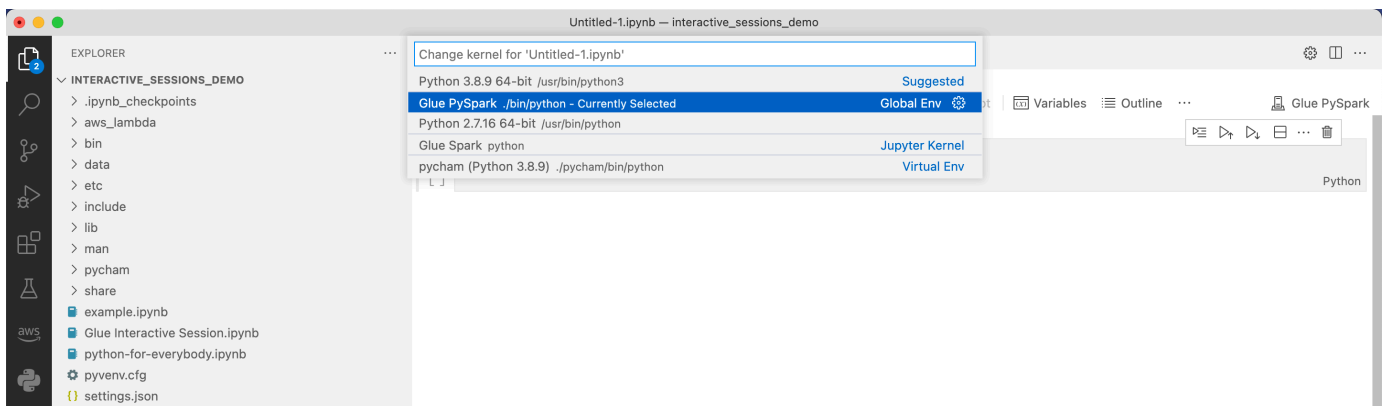 Untitled-1.ipynb — interactive_sessions_demo
2
EXPLORER
...
INTERACTIVE_SESSIONS_DEMO
.ipynb_checkpoints
aws_lambda
bin
data
etc
include
lib
man
pycham
share
example.ipynb
Glue Interactive Session.ipynb
python-for-everybody.ipynb
pyvenv.cfg
{} settings.json
aws
Change kernel for 'Untitled-1.ipynb'
Python 3.8.9 64-bit /usr/bin/python3 Suggested
Glue PySpark ./bin/python - Currently Selected Global Env
Python 2.7.16 64-bit /usr/bin/python
Glue Spark python Jupyter Kernel
pycham (Python 3.8.9) ./pycham/bin/python Virtual Env
Variables Outline ... Glue PySpark
[ ]
Python